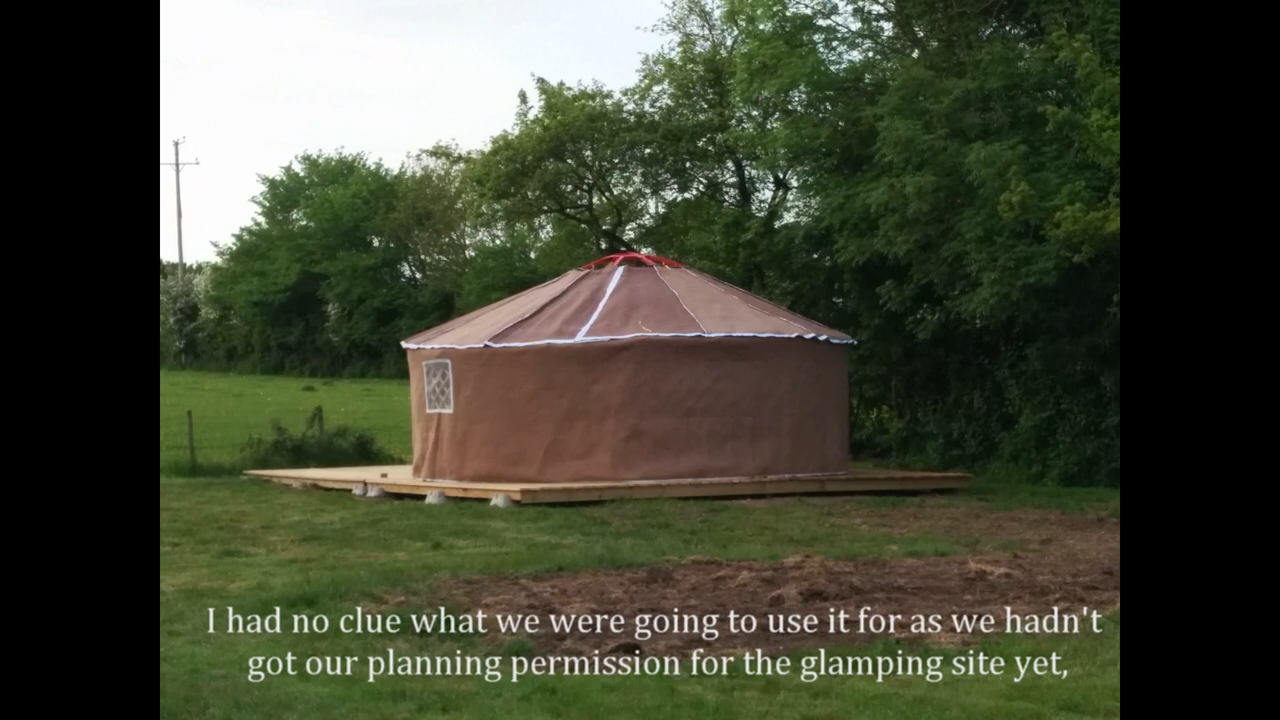 I had no clue what we were going to use it for as we hadn't
got our planning permission for the glamping site yet,